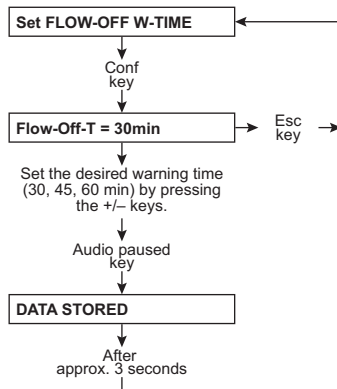 Set FLOW-OFF W-TIME
Conf
key
Flow-Off-T = 30min
Esc
key
Set the desired warning time
(30, 45, 60 min) by pressing
the +/– keys.
Audio paused
key
DATA STORED
After
approx. 3 seconds